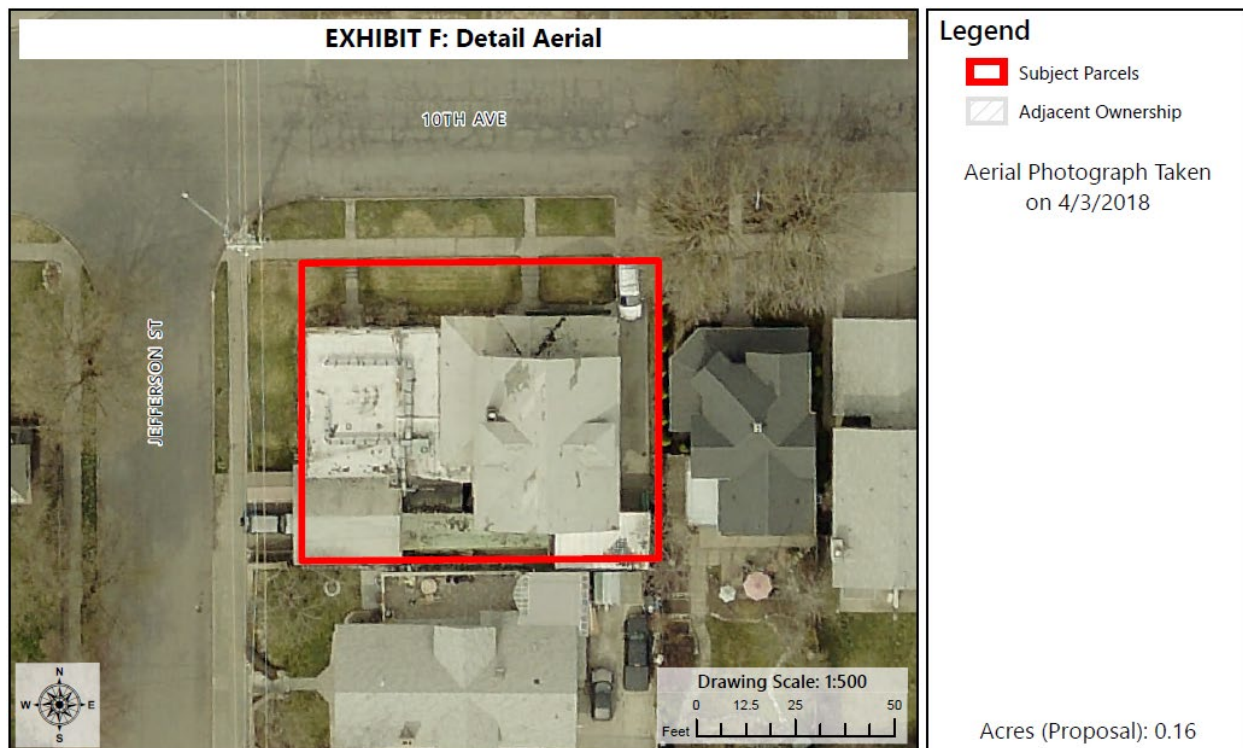 EXHIBIT F: Detail Aerial
10TH AVE
JEFFERSON ST
N
W E
S
Drawing Scale: 1:500
0 12.5 25 50
Feet
Legend
Subject Parcels
Adjacent Ownership
Aerial Photograph Taken
on 4/3/2018
Acres (Proposal): 0.16